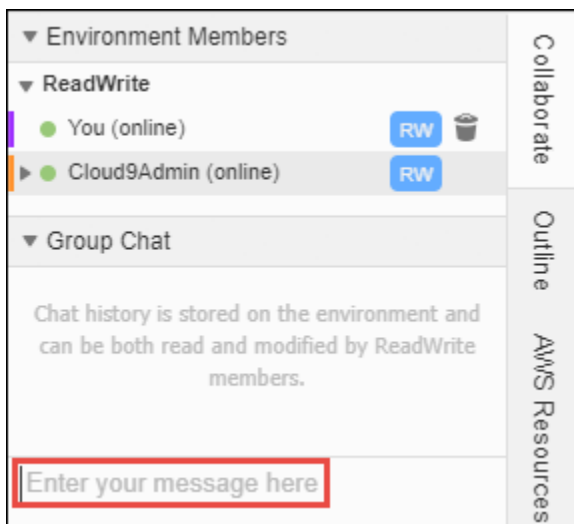 Environment Members
ReadWrite
You (online) RW
Cloud9Admin (online) RW
Group Chat
Chat history is stored on the environment and
can be both read and modified by ReadWrite
members.
Enter your message here
Collaborate
Outline
AWS Resources